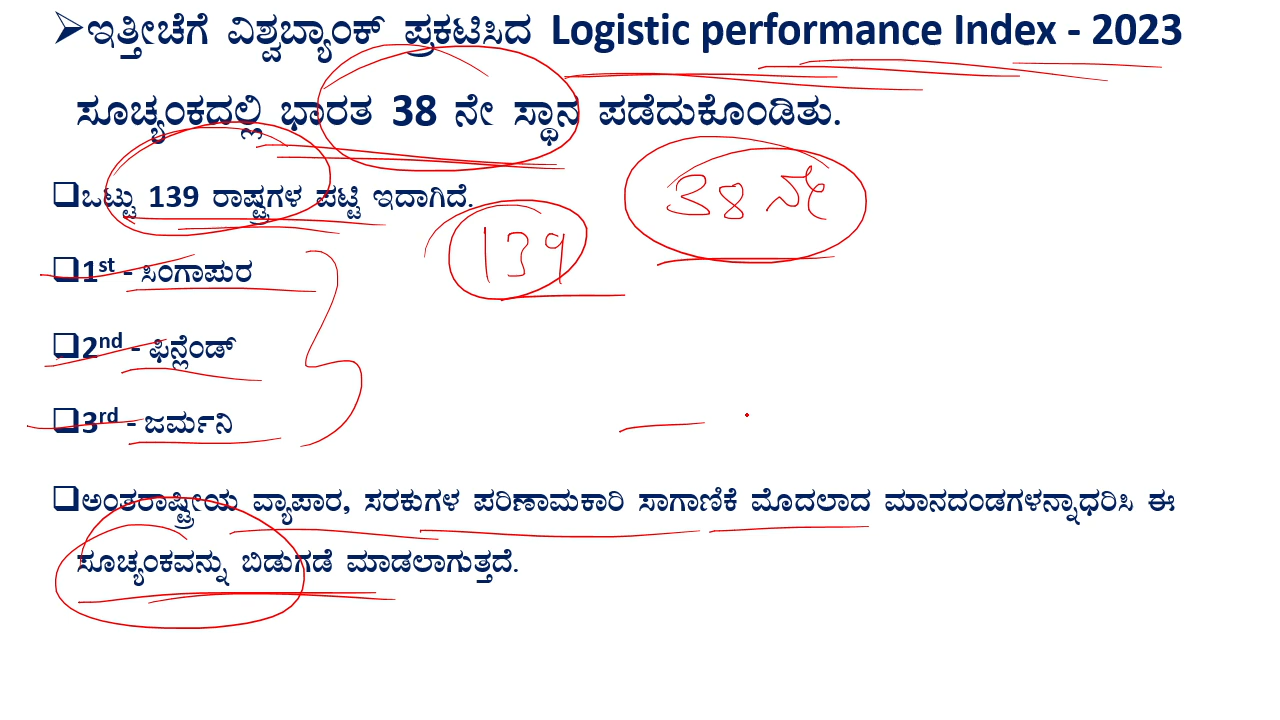 ಇತ್ತೀಚೆಗೆ ವಿಶ್ವಬ್ಯಾಂಕ್ ಪ್ರಕಟಿಸಿದ Logistic performance Index - 2023
ಸೂಚ್ಯಂಕದಲ್ಲಿ ಭಾರತ 38 ನೇ ಸ್ಥಾನ ಪಡೆದುಕೊಂಡಿತು.
ಒಟ್ಟು 139 ರಾಷ್ಟ್ರಗಳ ಪಟ್ಟಿ ಇದಾಗಿದೆ.
38 ನೇ
139
1st - ಸಿಂಗಾಪುರ
2nd - ಫಿನ್ಲೆಂಡ್
3rd - ಜರ್ಮನಿ
ಅಂತರಾಷ್ಟ್ರೀಯ ವ್ಯಾಪಾರ, ಸರಕುಗಳ ಪರಿಣಾಮಕಾರಿ ಸಾಗಾಣಿಕೆ ಮೊದಲಾದ ಮಾನದಂಡಗಳನ್ನಾಧರಿಸಿ ಈ
ಸೂಚ್ಯಂಕವನ್ನು ಬಿಡುಗಡೆ ಮಾಡಲಾಗುತ್ತದೆ.